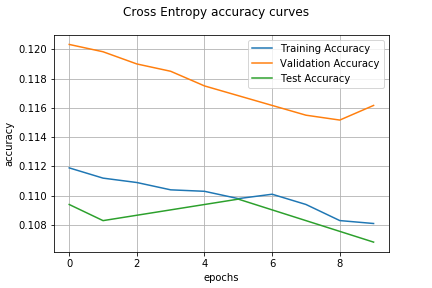 Cross Entropy accuracy curves
Training Accuracy
Validation Accuracy
Test Accuracy
accuracy
0.120
0.118
0.116
0.114
0.112
0.110
0.108
0
2
4
6
8
epochs